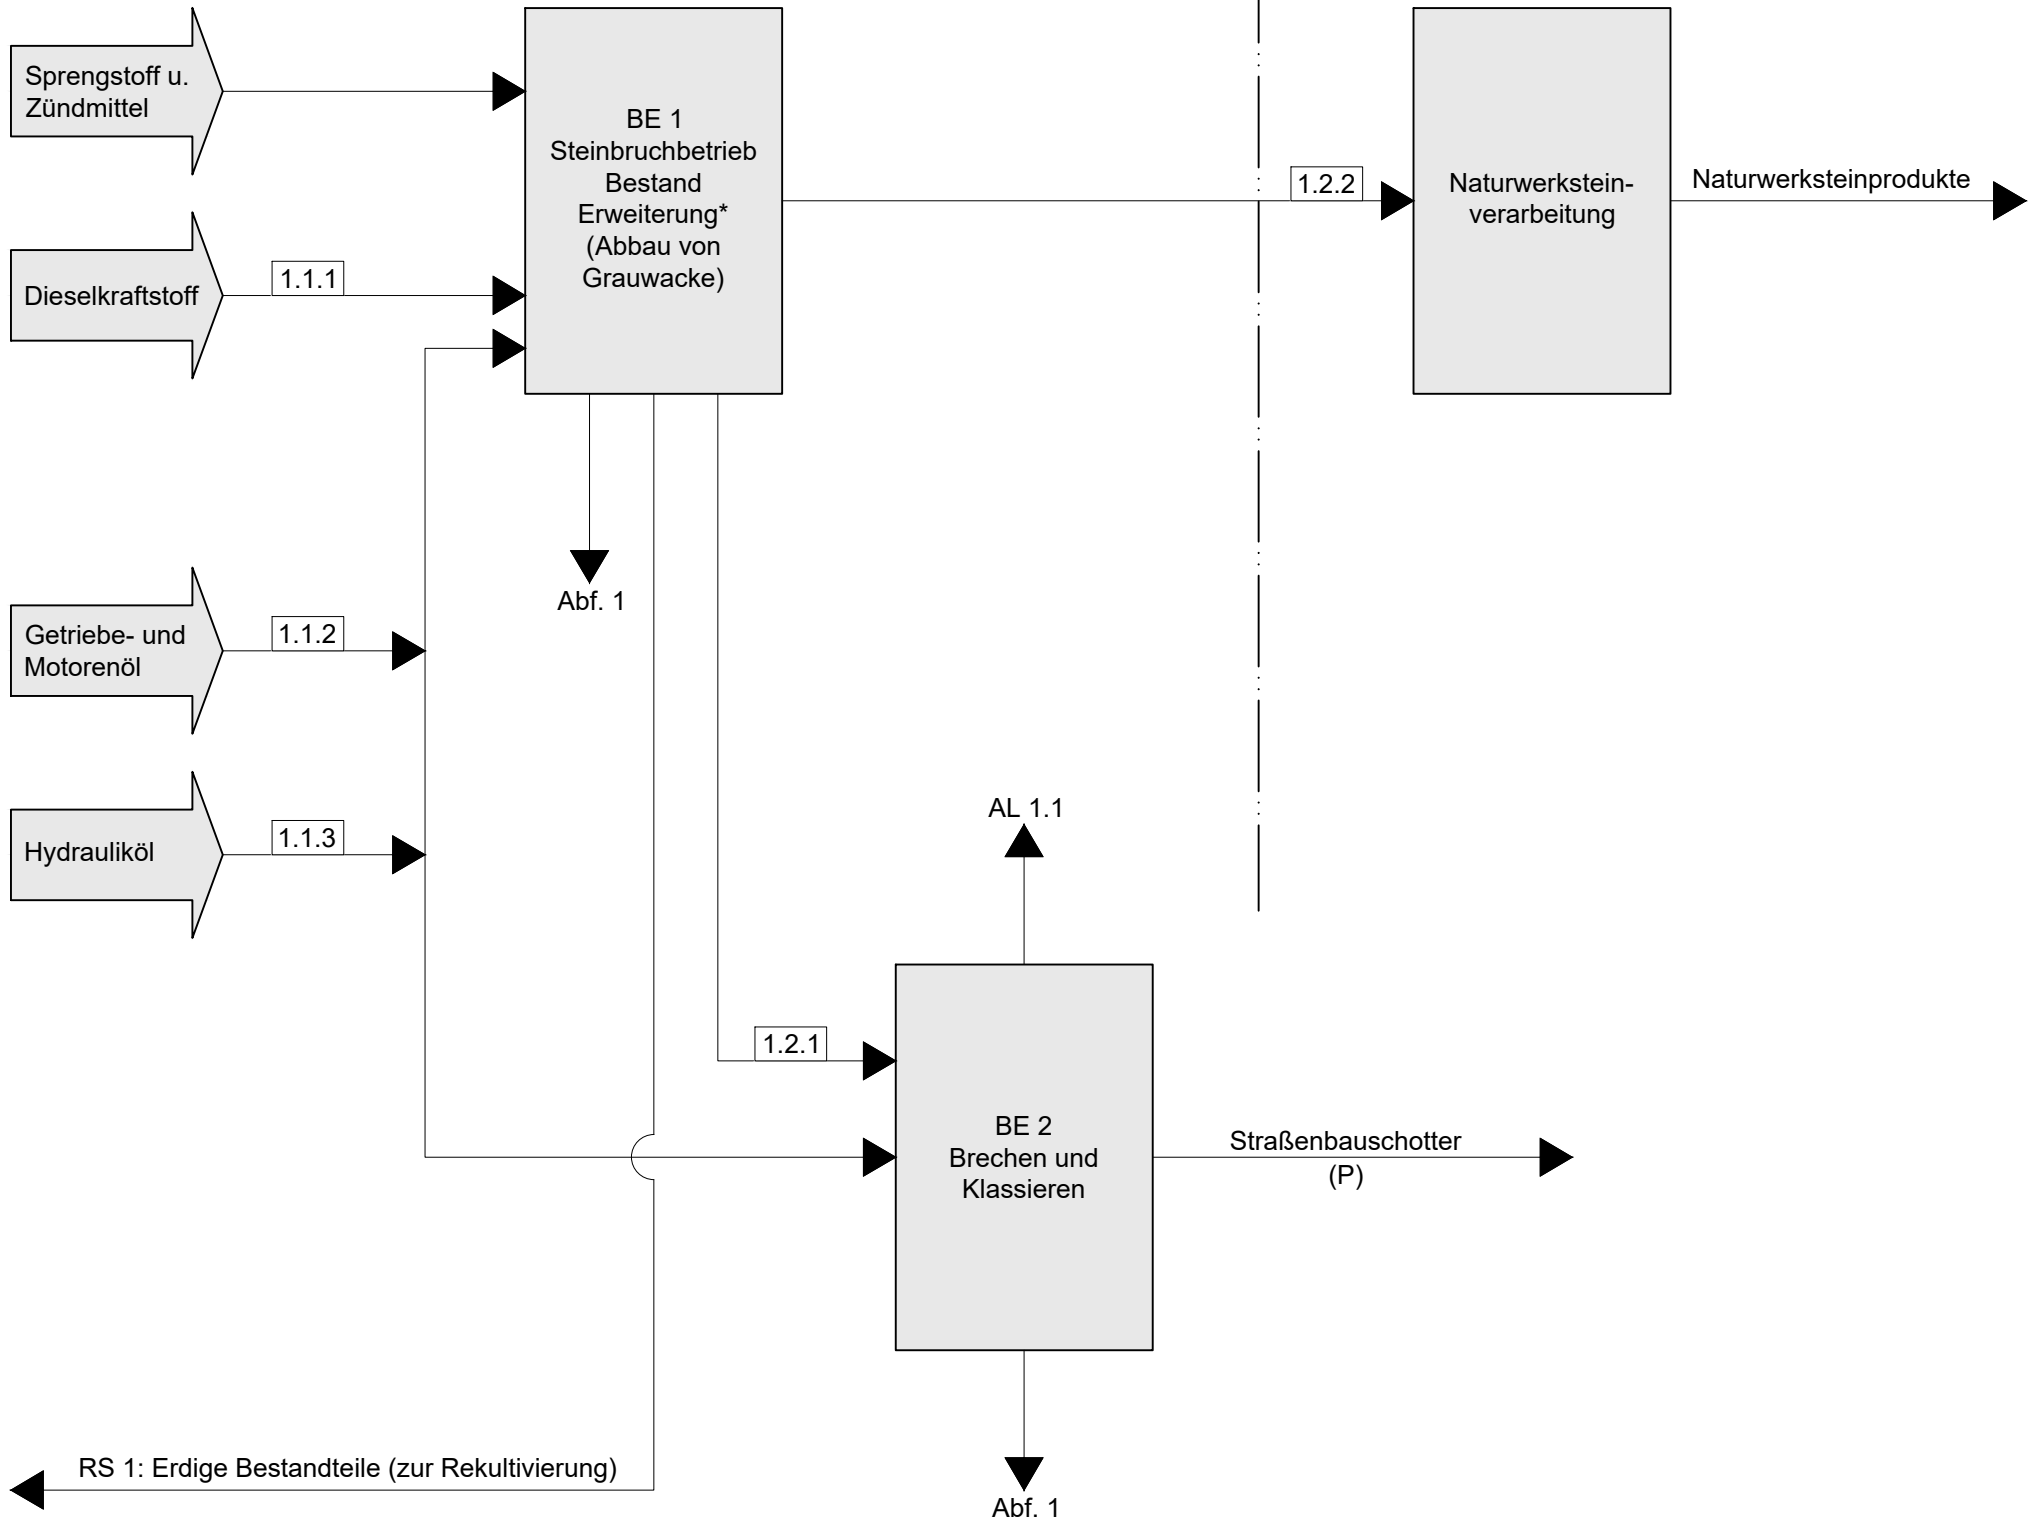 Sprengstoff u.
Zündmittel
BE 1
Steinbruchbetrieb
Bestand
Erweiterung*
(Abbau von
Grauwacke)
1.2.2
Naturwerkstein-
verarbeitung
Naturwerksteinprodukte
Dieselkraftstoff
1.1.1
Abf. 1
Getriebe- und
Motorenöl
1.1.2
Hydrauliköl
1.1.3
AL 1.1
1.2.1
BE 2
Brechen und
Klassieren
Straßenbauschotter
(P)
RS 1: Erdige Bestandteile (zur Rekultivierung)
Abf. 1